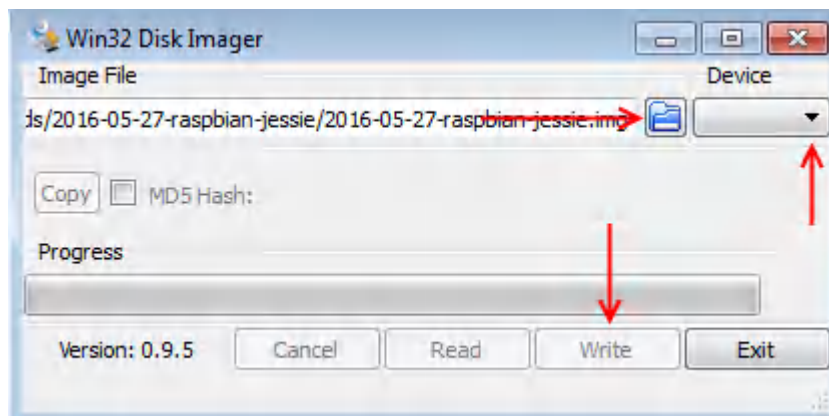 Win32 Disk Imager
Image File
Device
ds/2016-05-27-raspbian-jessie/2016-05-27-raspbian-jessie.img
Copy
MD5 Hash:
Progress
Version: 0.9.5
Cancel
Read
Write
Exit